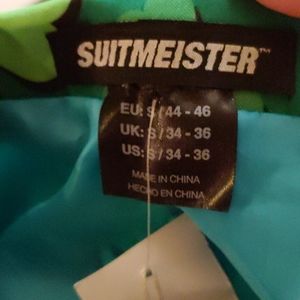 SUITMEISTER™
EU: S/44 - 46
UK: S/34 - 36
US: S/34 - 36
MADE IN CHINA
HECHO EN CHINA